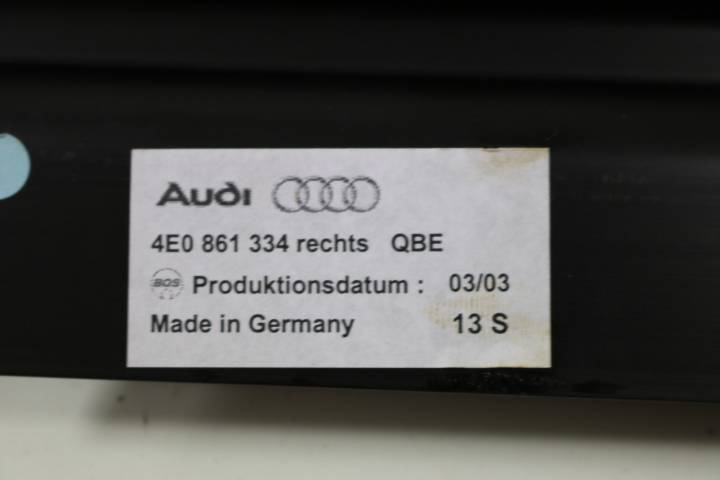 Audi
4E0 861 334 rechts QBE
BOS Produktionsdatum : 03/03
Made in Germany 13 S